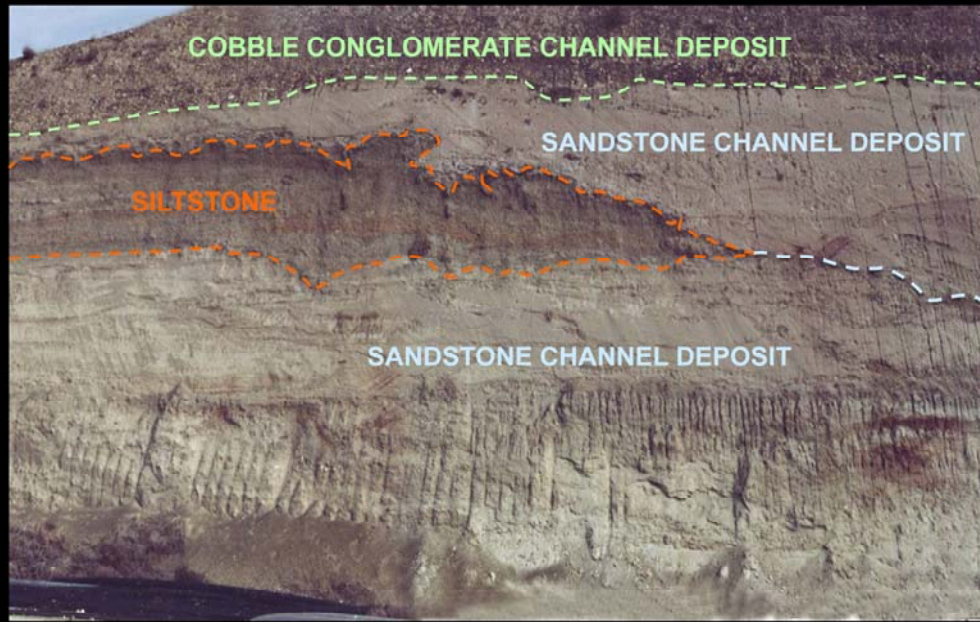 COBBLE CONGLOMERATE CHANNEL DEPOSIT
SANDSTONE CHANNEL DEPOSIT
SILTSTONE
SANDSTONE CHANNEL DEPOSIT